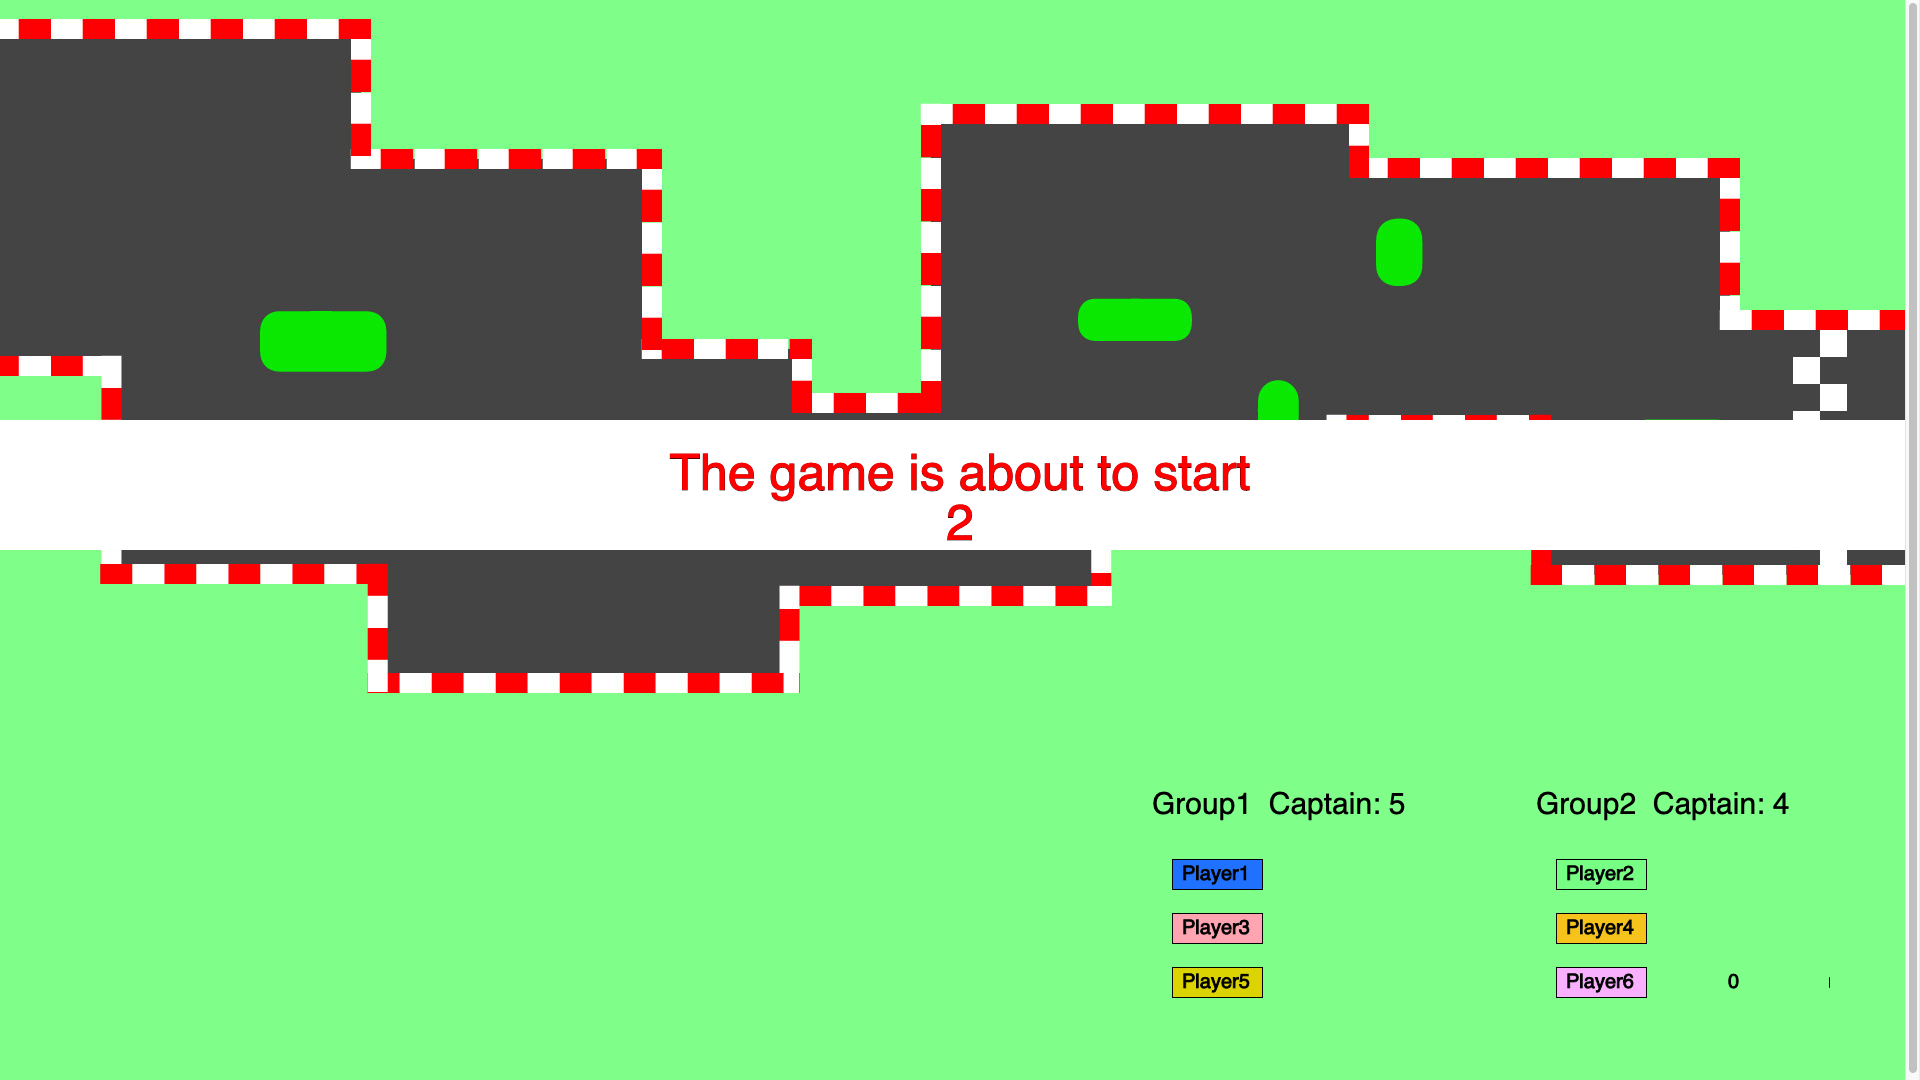 The game is about to start
2
Group1 Captain: 5
Group2 Captain: 4
Player1
Player2
Player3
Player4
Player5
Player6 0